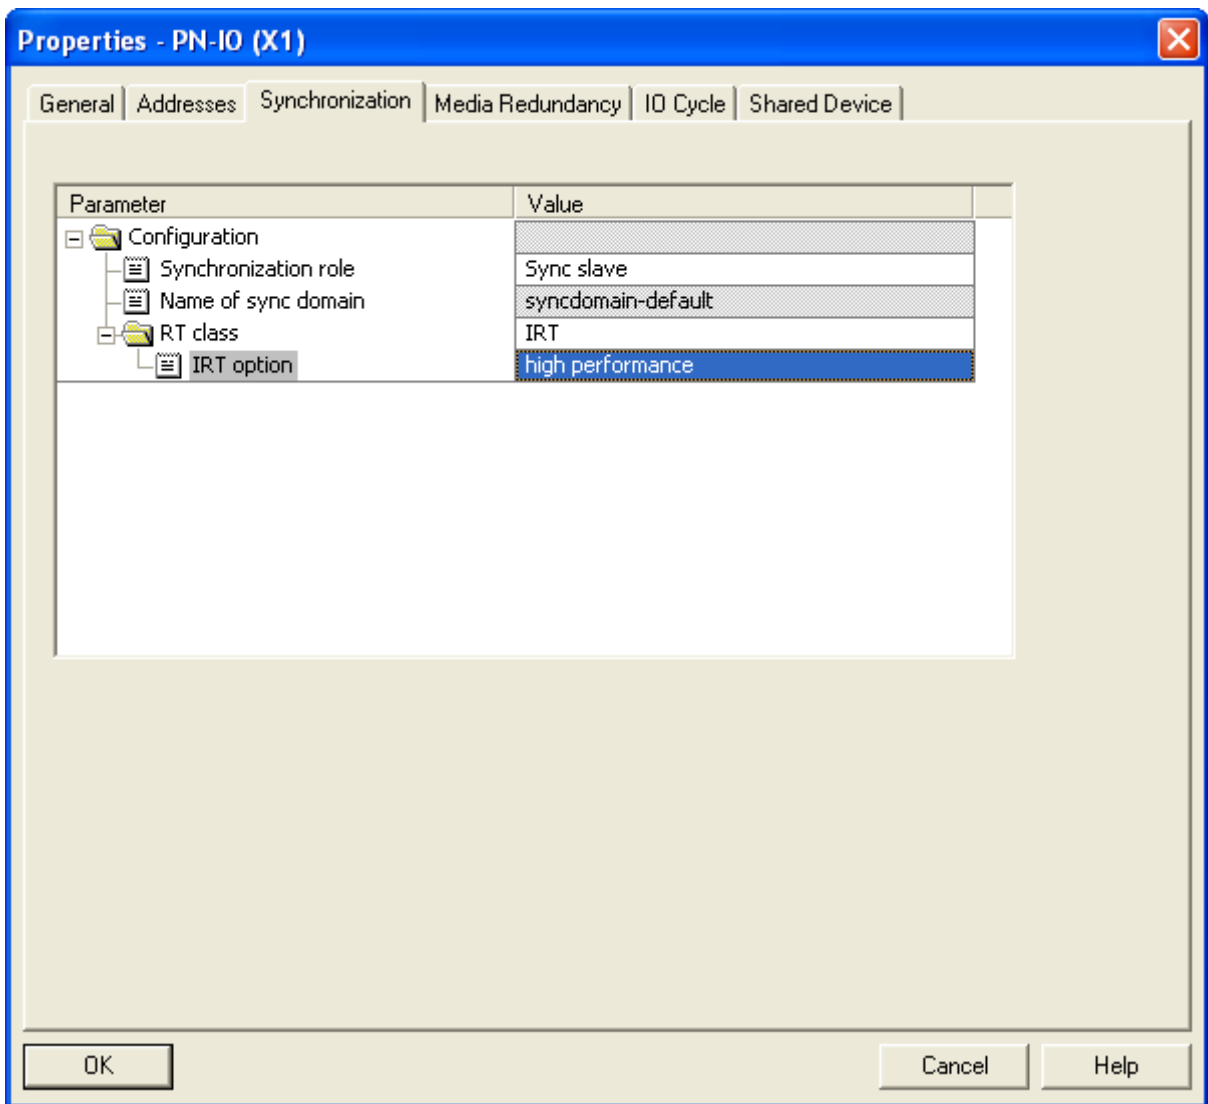 Properties - PN-IO (X1)
General Addresses Synchronization Media Redundancy IO Cycle Shared Device
Parameter Value
Configuration
Synchronization role Sync slave
Name of sync domain syncdomain-default
RT class IRT
IRT option high performance
OK Cancel Help